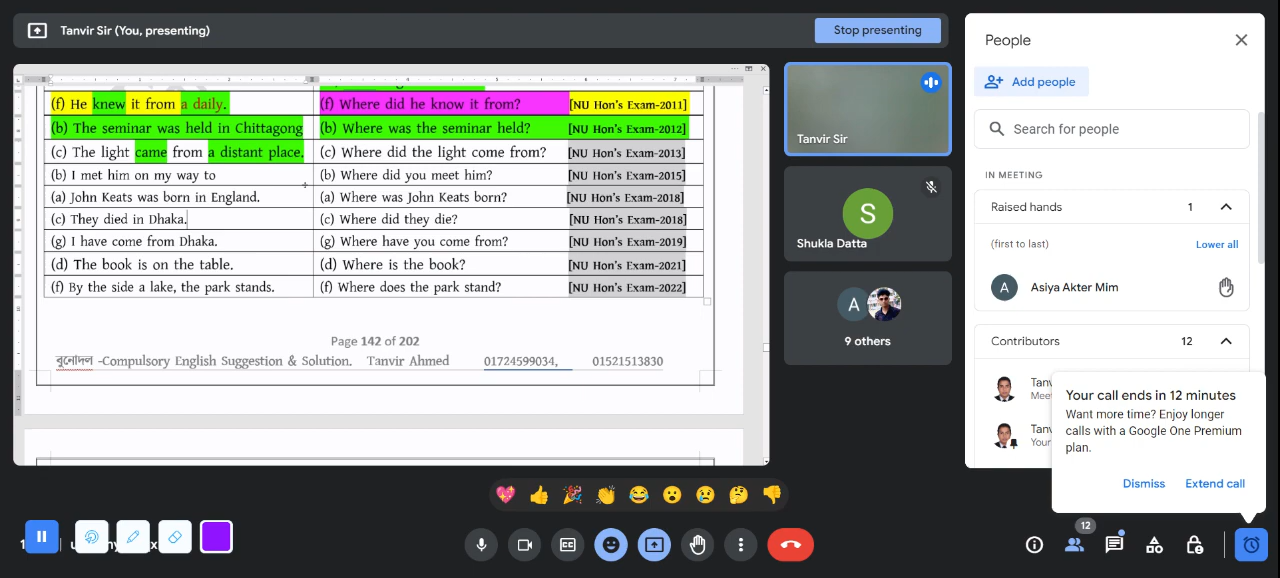 Tanvir Sir (You, presenting)
Stop presenting
(f) He knew it from a daily. (f) Where did he know it from? [NU Hon's Exam-2011]
(b) The seminar was held in Chittagong (b) Where was the seminar held? [NU Hon's Exam-2012]
(c) The light came from a distant place. (c) Where did the light come from? [NU Hon's Exam-2013]
(b) I met him on my way to (b) Where did you meet him? [NU Hon's Exam-2015]
(a) John Keats was born in England. (a) Where was John Keats born? [NU Hon's Exam-2018]
(c) They died in Dhaka. (c) Where did they die? [NU Hon's Exam-2018]
(g) I have come from Dhaka. (g) Where have you come from? [NU Hon's Exam-2019]
(d) The book is on the table. (d) Where is the book? [NU Hon's Exam-2021]
(f) By the side a lake, the park stands. (f) Where does the park stand? [NU Hon's Exam-2022]
Page 142 of 202
বুনোদল -Compulsory English Suggestion & Solution. Tanvir Ahmed 01724599034, 01521513830
Tanvir Sir
S
Shukla Datta
A
9 others
People
Add people
Search for people
IN MEETING
Raised hands 1
(first to last) Lower all
A Asiya Akter Mim
Contributors 12
Your call ends in 12 minutes
Want more time? Enjoy longer
calls with a Google One Premium
plan.
Dismiss Extend call
12